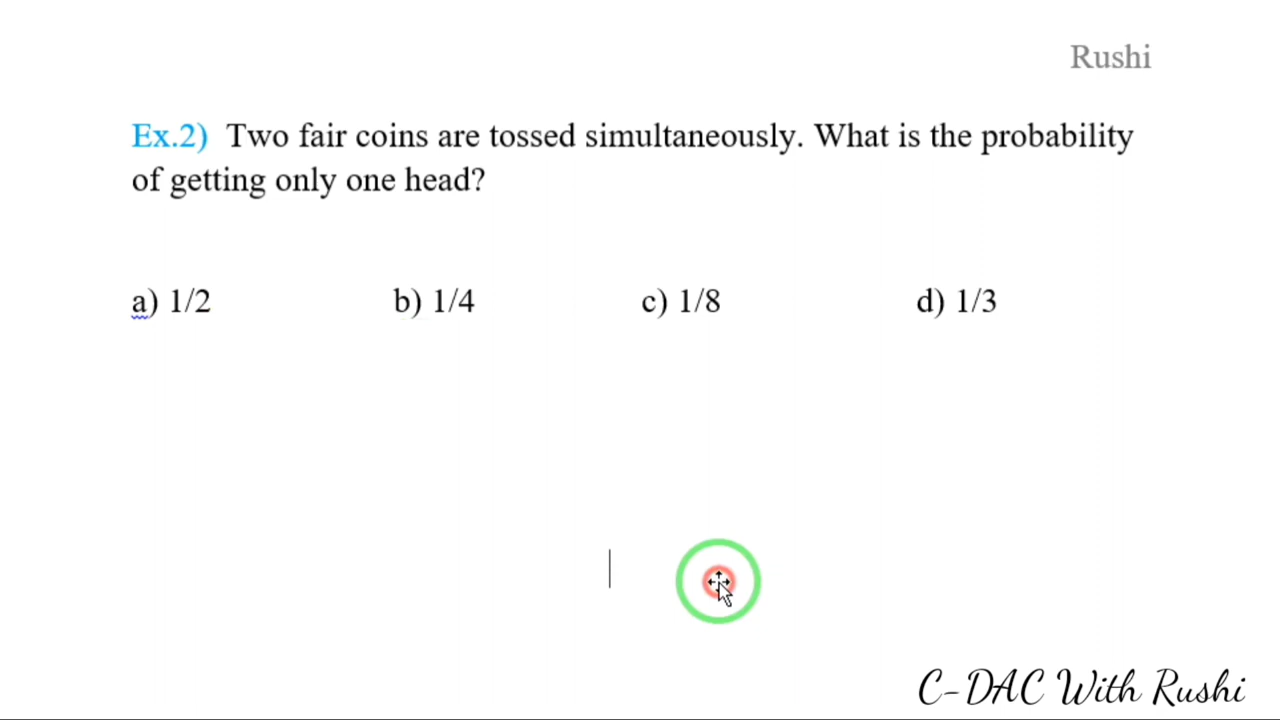 Rushi
Ex.2) Two fair coins are tossed simultaneously. What is the probability
of getting only one head?
a) 1/2 b) 1/4 c) 1/8 d) 1/3
C-DAC With Rushi